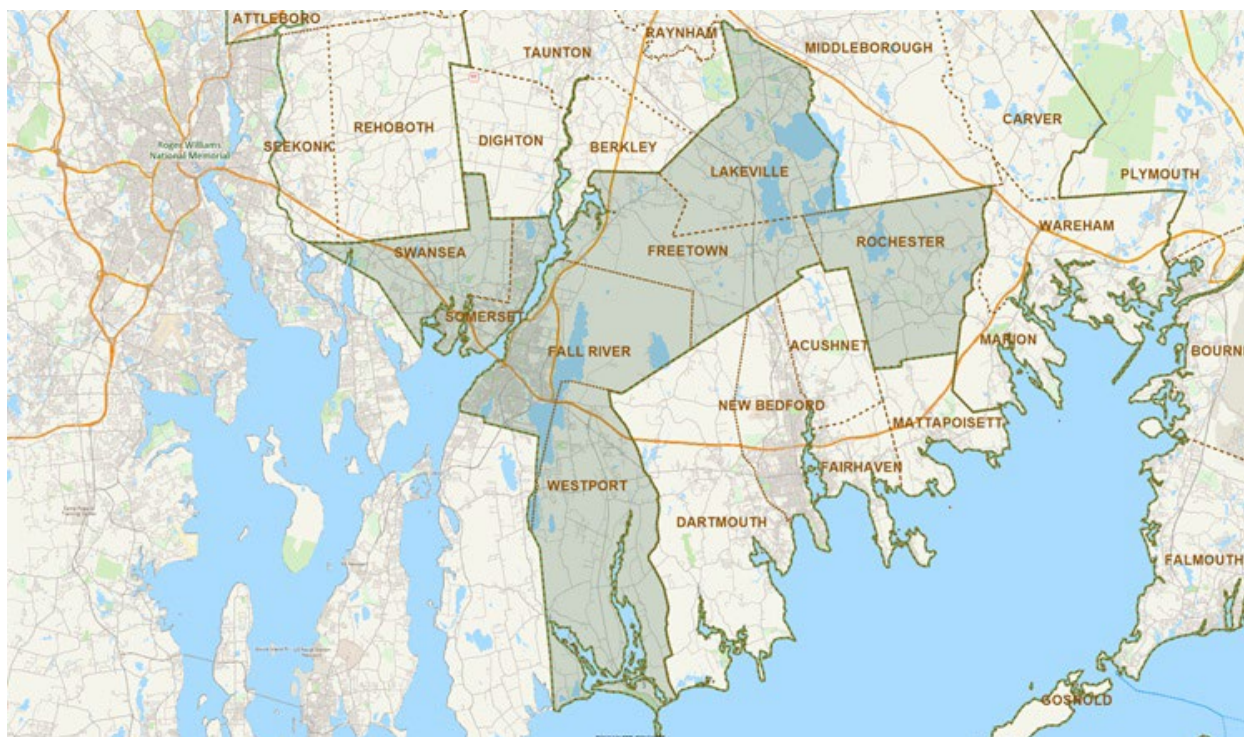 ATTLEBORO
RAYNHAM
TAUNTON
MIDDLEBOROUGH
CARVER
REHOBOTH
Roger Williams
National Memorial
SEEKONK
DIGHTON
BERKLEY
LAKEVILLE
PLYMOUTH
WAREHAM
SWANSEA
FREETOWN
ROCHESTER
SOMERSET
FALL RIVER
ACUSHNET
MARION
BOURN
NEW BEDFORD
MATTAPOISETT
FAIRHAVEN
WESTPORT
DARTMOUTH
FALMOUTH
GOSNOLD